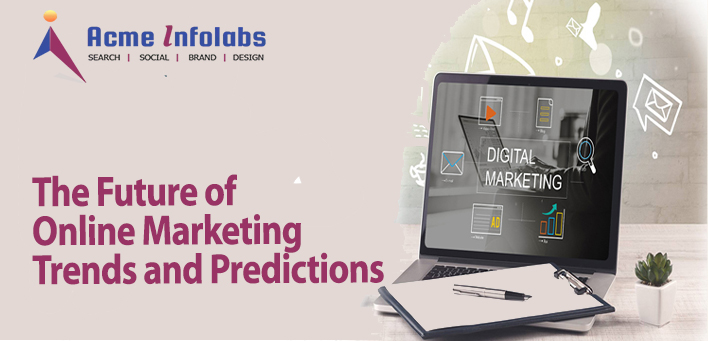 Acme Infolabs
SEARCH | SOCIAL | BRAND | DESIGN
DIGITAL
MARKETING
AD
The Future of
Online Marketing
Trends and Predictions